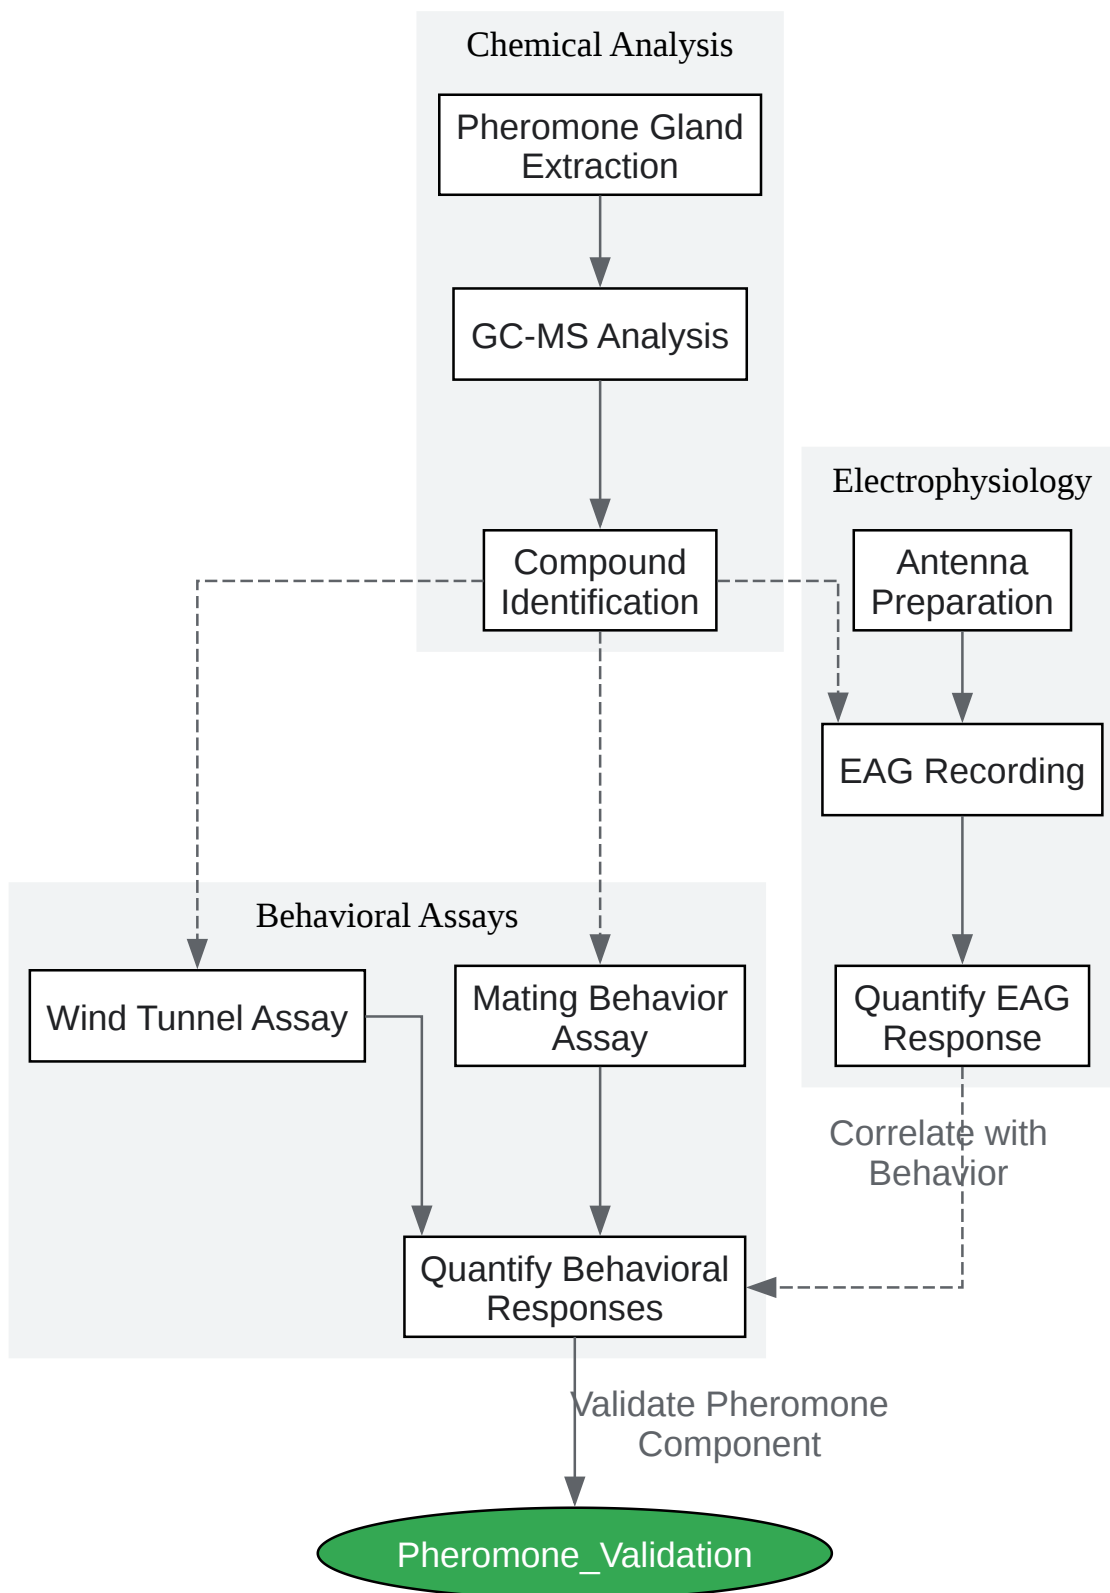 Chemical Analysis
Pheromone Gland
Extraction
GC-MS Analysis
Compound
Identification
Electrophysiology
Antenna
Preparation
EAG Recording
Quantify EAG
Response
Correlate with
Behavior
Behavioral Assays
Wind Tunnel Assay
Mating Behavior
Assay
Quantify Behavioral
Responses
Validate Pheromone
Component
Pheromone_Validation